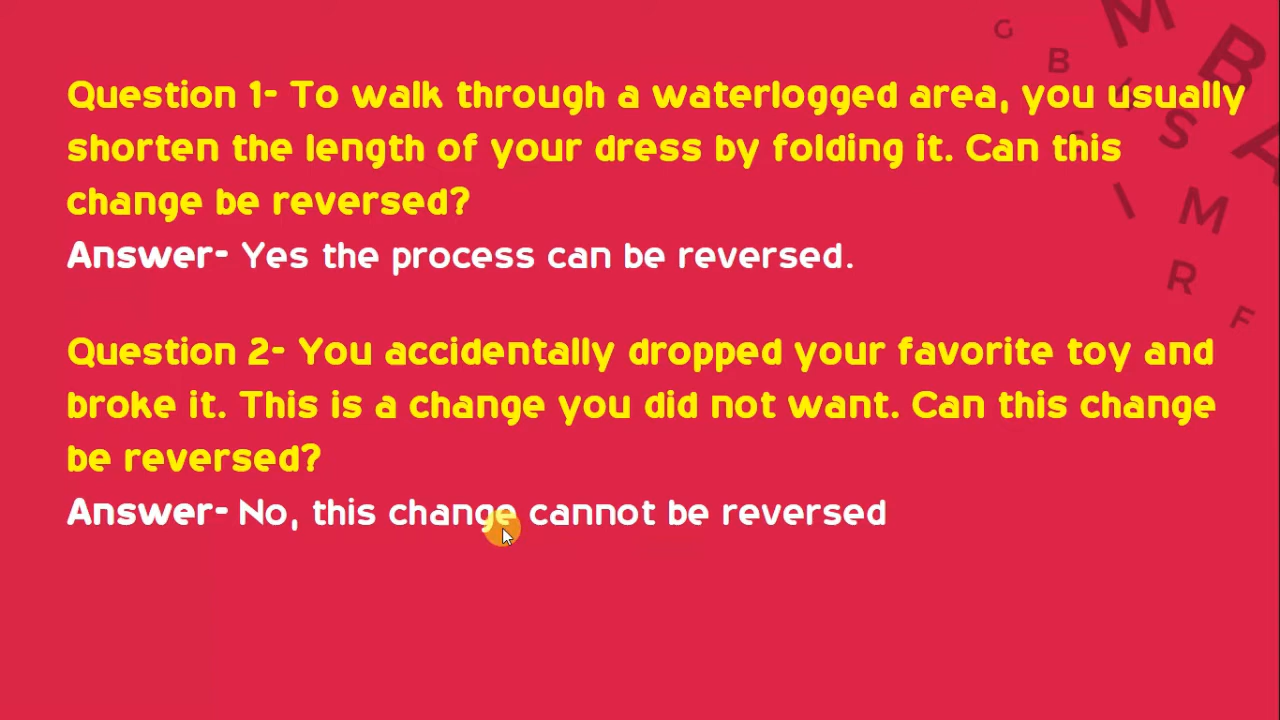 Question 1- To walk through a waterlogged area, you usually
shorten the length of your dress by folding it. Can this
change be reversed?
Answer- Yes the process can be reversed.
Question 2- You accidentally dropped your favorite toy and
broke it. This is a change you did not want. Can this change
be reversed?
Answer- No, this change cannot be reversed
G
M
B
B
I
S
A
I
M
R
F